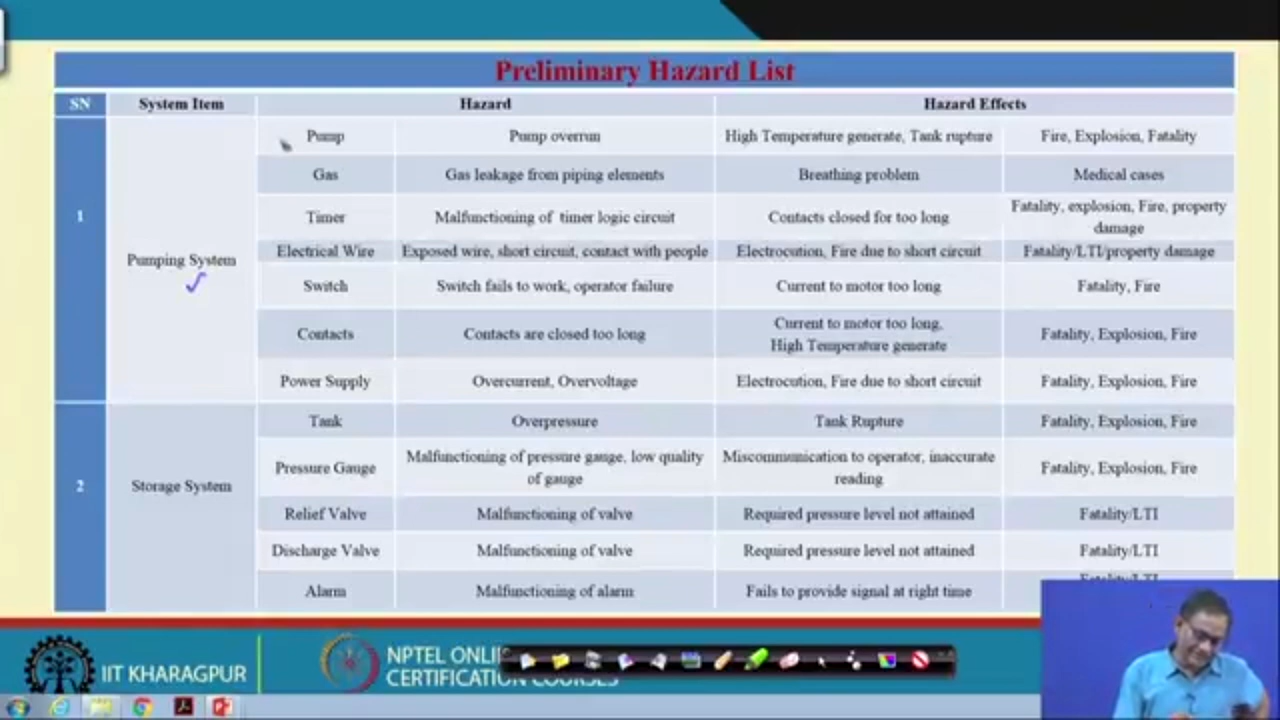 Preliminary Hazard List
SN System Item Hazard Hazard Effects
1 Pumping System
Pump Pump overrun High Temperature generate, Tank rupture Fire, Explosion, Fatality
Gas Gas leakage from piping elements Breathing problem Medical cases
Timer Malfunctioning of timer logic circuit Contacts closed for too long Fatality, explosion, Fire, property
damage
Electrical Wire Exposed wire, short circuit, contact with people Electrocution, Fire due to short circuit Fatality/LTI/property damage
Switch Switch fails to work, operator failure Current to motor too long Fatality, Fire
Contacts Contacts are closed too long Current to motor too long, Fatality, Explosion, Fire
High Temperature generate
Power Supply Overcurrent, Overvoltage Electrocution, Fire due to short circuit Fatality, Explosion, Fire
2 Storage System
Tank Overpressure Tank Rupture Fatality, Explosion, Fire
Pressure Gauge Malfunctioning of pressure gauge, low quality Miscommunication to operator, inaccurate Fatality, Explosion, Fire
of gauge reading
Relief Valve Malfunctioning of valve Required pressure level not attained Fatality/LTI
Discharge Valve Malfunctioning of valve Required pressure level not attained Fatality/LTI
Alarm Malfunctioning of alarm Fails to provide signal at right time
IIT KHARAGPUR
NPTEL
CERTIFICATION COURSES